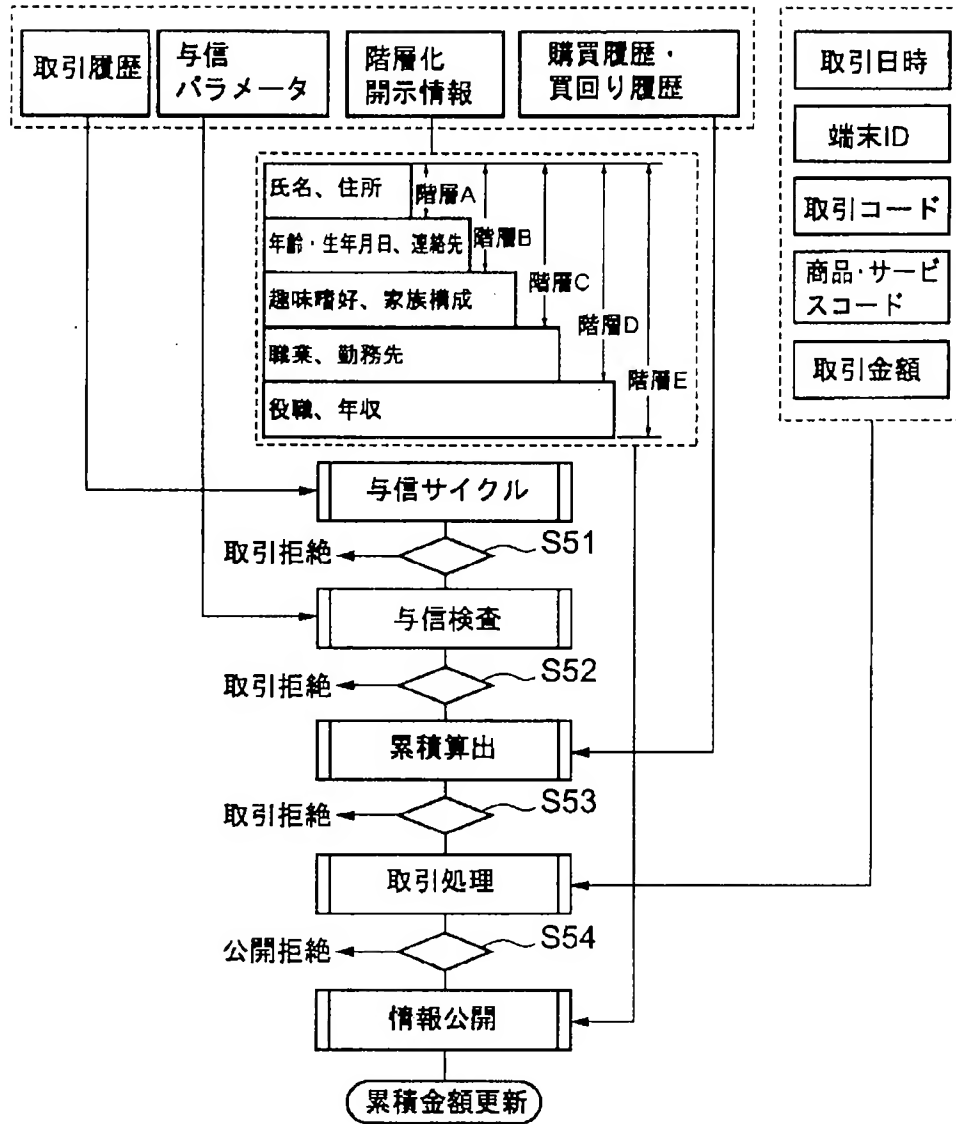 取引履歴
与信
パラメータ
階層化
開示情報
購買履歴・
買回り履歴
取引日時
端末ID
取引コード
商品・サービ
スコード
取引金額
氏名、住所
階層A
年齢・生年月日、連絡先
階層B
趣味嗜好、家族構成
階層C
職業、勤務先
階層D
役職、年収
階層E
与信サイクル
取引拒絶
S51
与信検査
取引拒絶
S52
累積算出
取引拒絶
S53
取引処理
公開拒絶
S54
情報公開
累積金額更新